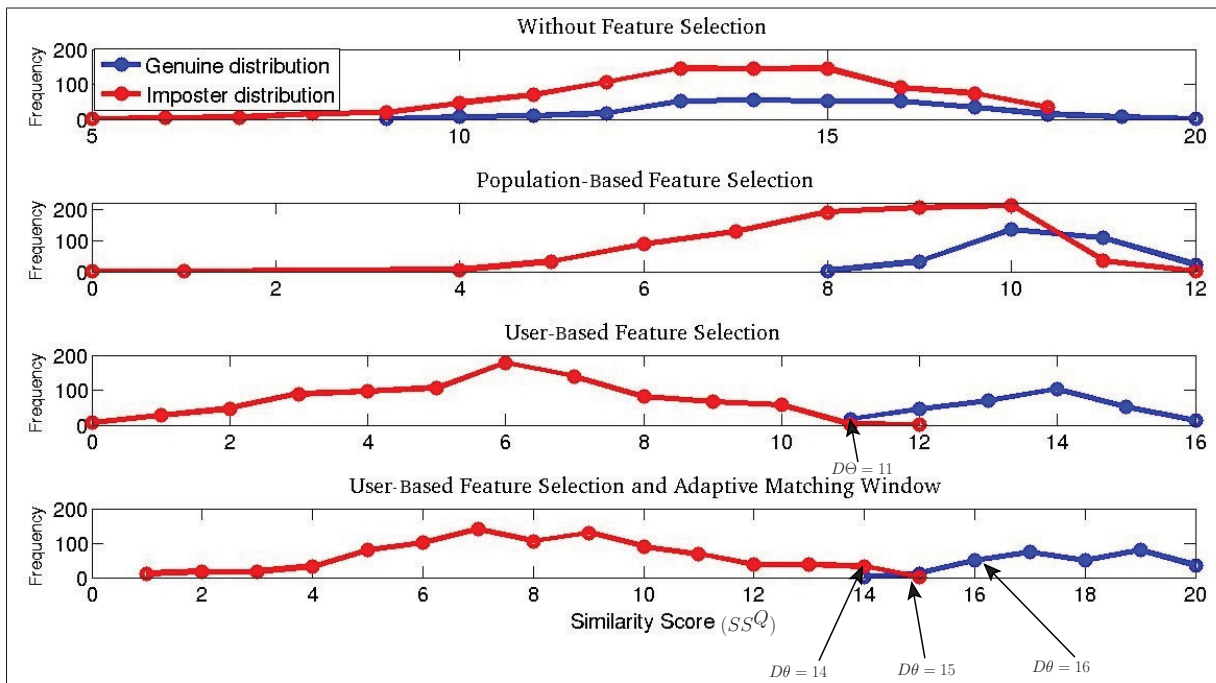 Without Feature Selection
Frequency
200
100
0
Genuine distribution
Imposter distribution
5 10 15 20
Population-Based Feature Selection
Frequency
200
100
0
0 2 4 6 8 10 12
User-Based Feature Selection
Frequency
200
100
0
0 2 4 6 8 10 12 14 16
DΘ = 11
User-Based Feature Selection and Adaptive Matching Window
Frequency
200
100
0
0 2 4 6 8 10 12 14 16 18 20
Similarity Score (SS^Q)
Dθ = 14 Dθ = 15 Dθ = 16